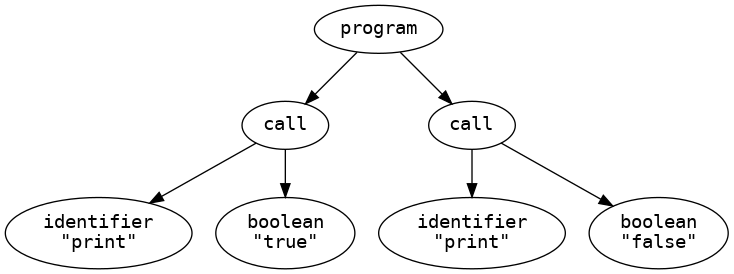 program
call
call
identifier
"print"
boolean
"true"
identifier
"print"
boolean
"false"